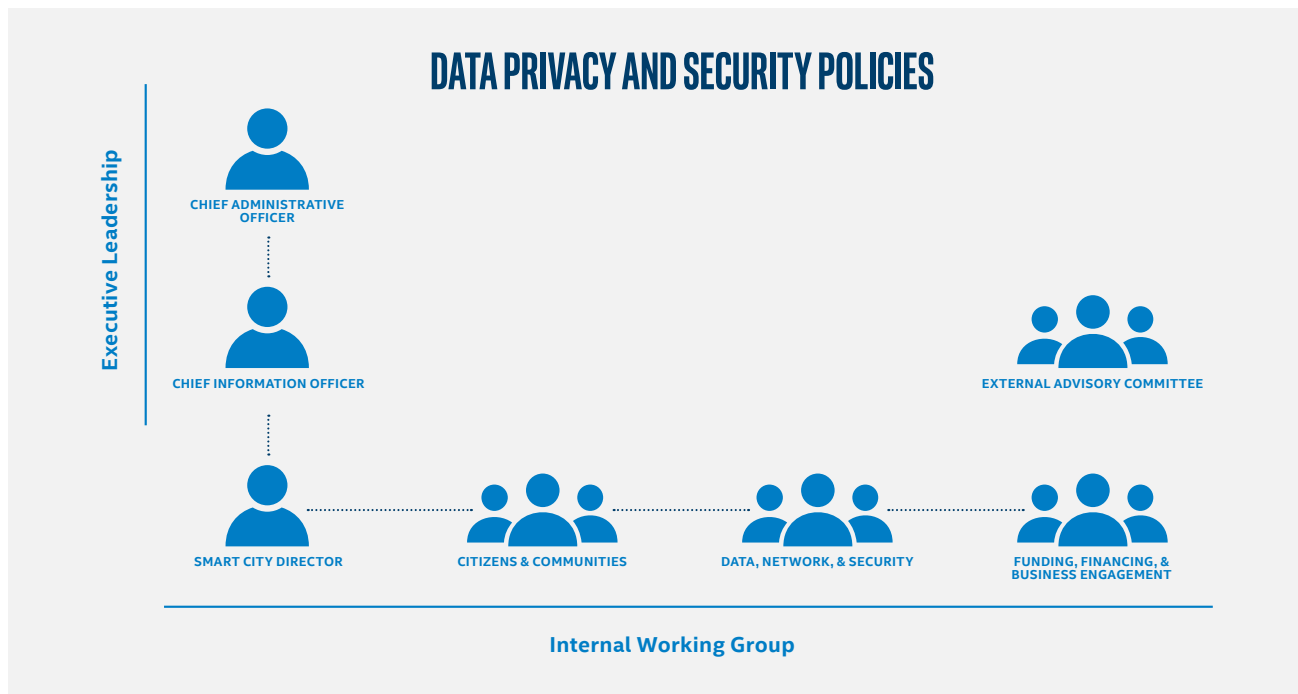 DATA PRIVACY AND SECURITY POLICIES
Executive Leadership
CHIEF ADMINISTRATIVE
OFFICER
CHIEF INFORMATION OFFICER
EXTERNAL ADVISORY COMMITTEE
SMART CITY DIRECTOR
CITIZENS & COMMUNITIES
DATA, NETWORK, & SECURITY
FUNDING, FINANCING, &
BUSINESS ENGAGEMENT
Internal Working Group